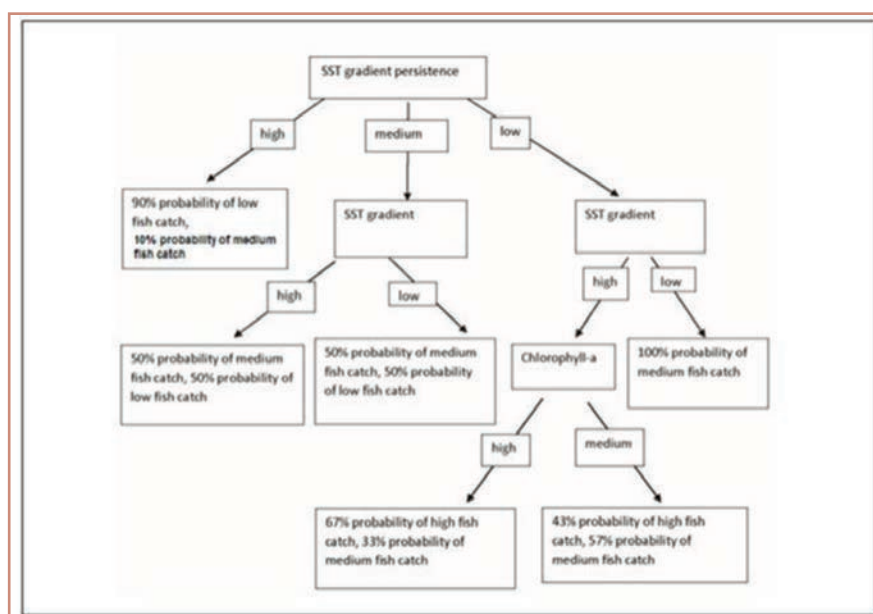 SST gradient persistence
high
medium
low
90% probability of low
fish catch,
10% probability of medium
fish catch
SST gradient
SST gradient
high
low
high
low
50% probability of medium
fish catch, 50% probability of
low fish catch
50% probability of medium
fish catch, 50% probability
of low fish catch
Chlorophyll-a
100% probability of
medium fish catch
high
medium
67% probability of high fish
catch, 33% probability of
medium fish catch
43% probability of high fish
catch, 57% probability of
medium fish catch